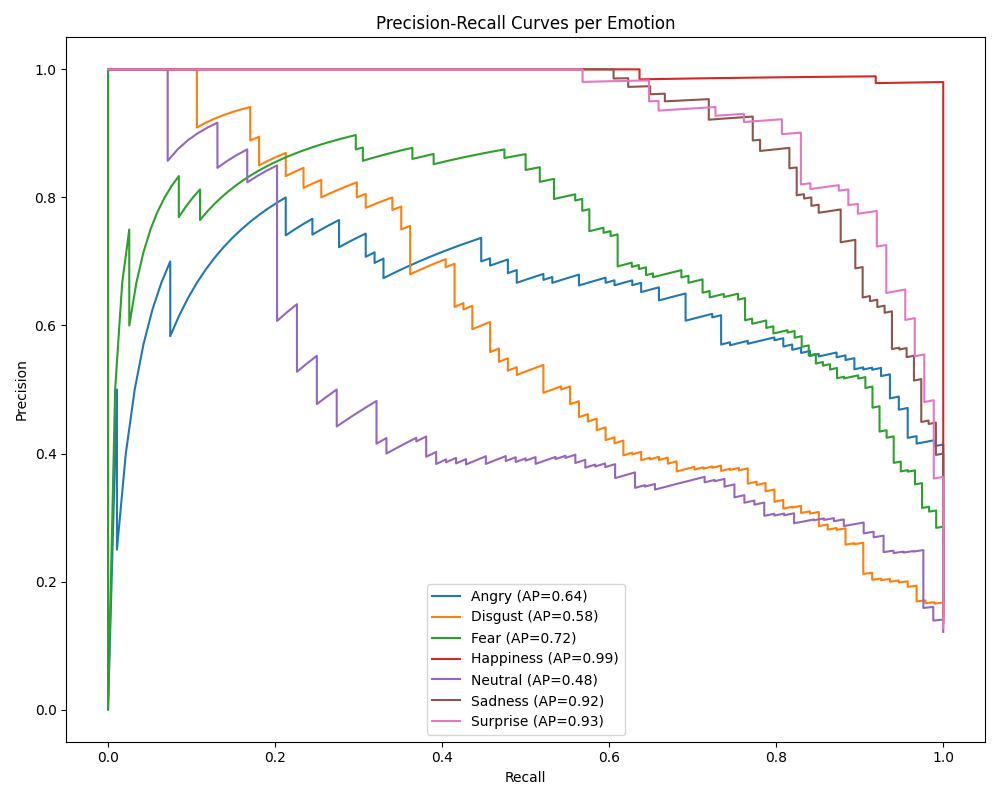 Precision-Recall Curves per Emotion
Precision
1.0
0.8
0.6
0.4
0.2
0.0
Angry (AP=0.64)
Disgust (AP=0.58)
Fear (AP=0.72)
Happiness (AP=0.99)
Neutral (AP=0.48)
Sadness (AP=0.92)
Surprise (AP=0.93)
0.0 0.2 0.4 0.6 0.8 1.0
Recall